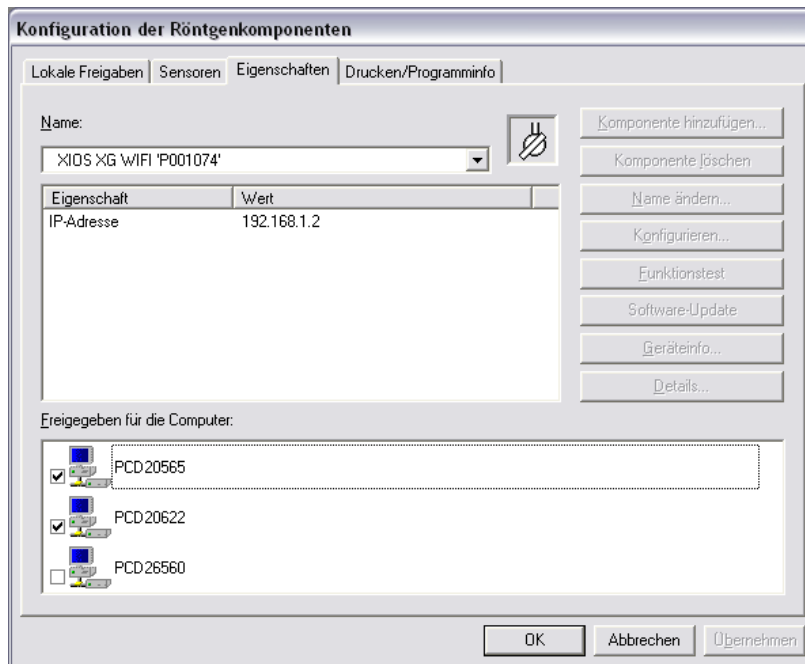 Konfiguration der Röntgenkomponenten
Lokale Freigaben Sensoren Eigenschaften Drucken/Programminfo
Name:
XIOS XG WIFI 'P001074'
Eigenschaft Wert
IP-Adresse 192.168.1.2
Komponente hinzufügen...
Komponente löschen
Name ändern...
Konfigurieren...
Funktionstest
Software-Update
Geräteinfo...
Details...
Freigegeben für die Computer:
PCD20565
PCD20622
PCD26560
OK Abbrechen Übernehmen